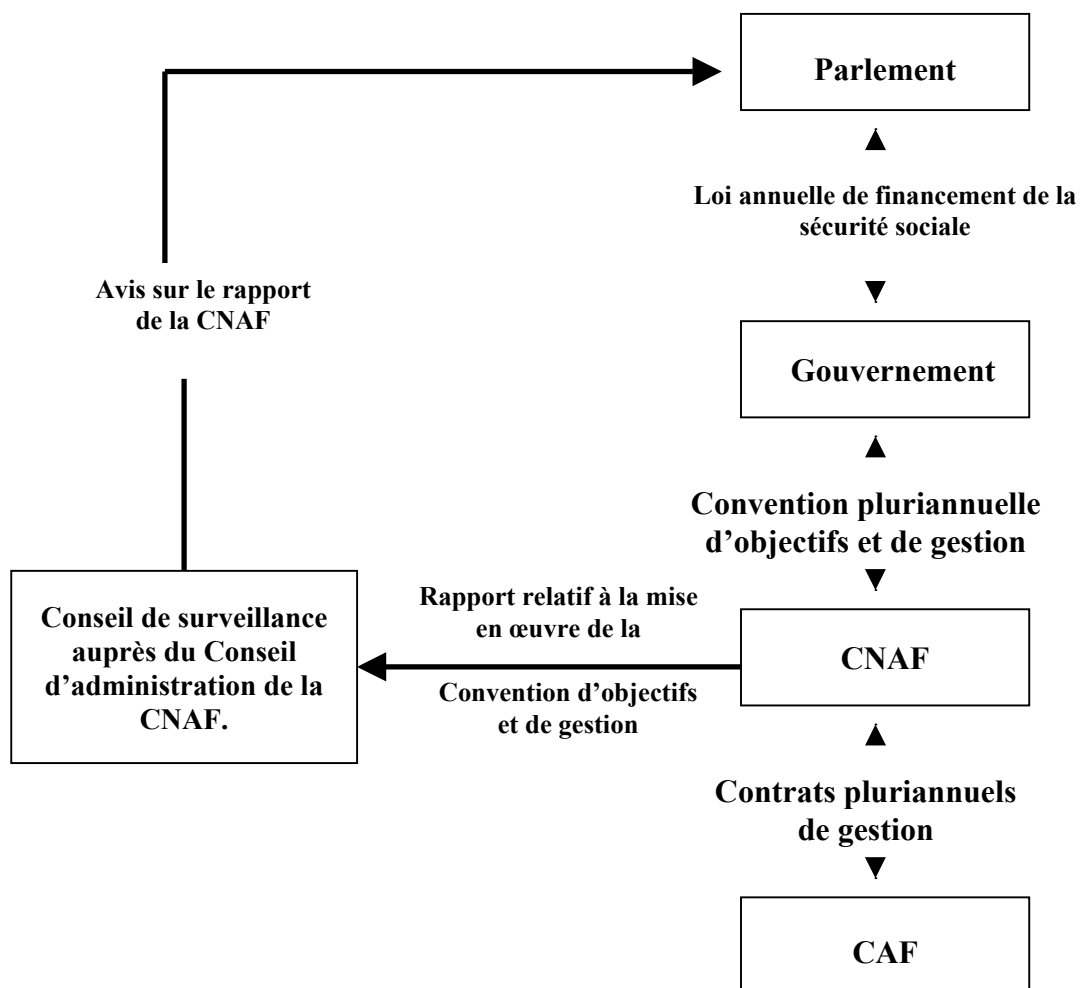 Parlement
Loi annuelle de financement de la
sécurité sociale
Avis sur le rapport
de la CNAF
Gouvernement
Convention pluriannuelle
d’objectifs et de gestion
Conseil de surveillance
auprès du Conseil
d’administration de la
CNAF.
Rapport relatif à la mise
en œuvre de la
Convention d’objectifs
et de gestion
CNAF
Contrats pluriannuels
de gestion
CAF